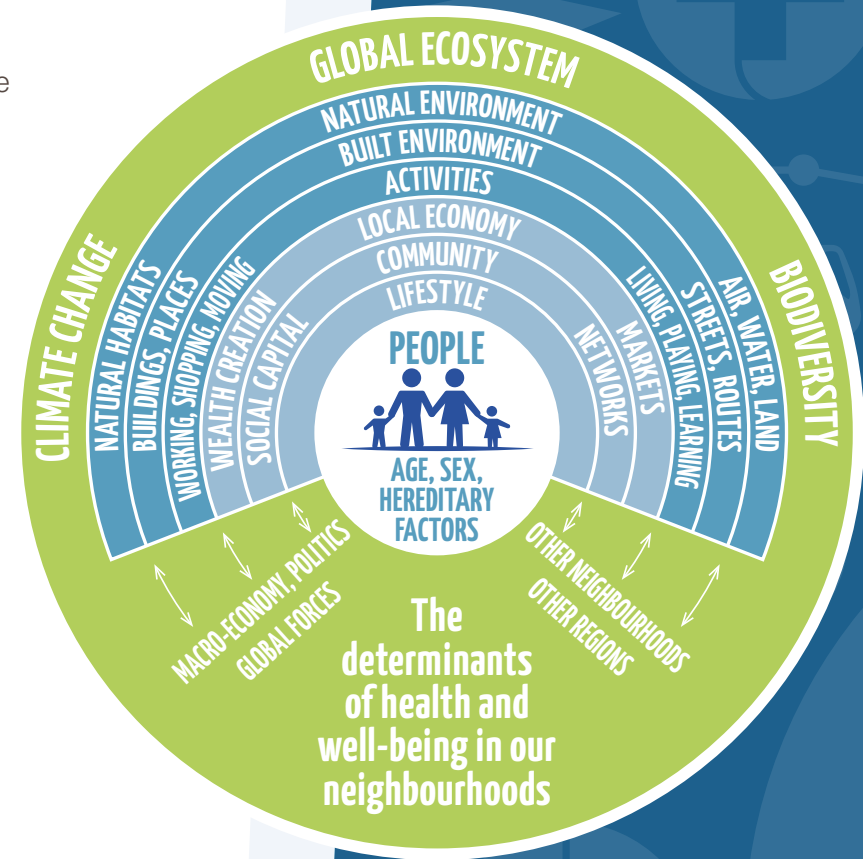 e
GLOBAL ECOSYSTEM
NATURAL ENVIRONMENT
BUILT ENVIRONMENT
ACTIVITIES
LOCAL ECONOMY
COMMUNITY
LIFESTYLE
CLIMATE CHANGE
NATURAL HABITATS
BUILDINGS, PLACES
WORKING, SHOPPING, MOVING
WEALTH CREATION
SOCIAL CAPITAL
PEOPLE
AGE, SEX,
HEREDITARY
FACTORS
NETWORKS
MARKETS
LIVING, PLAYING, LEARNING
STREETS, ROUTES
AIR, WATER, LAND
BIODIVERSITY
MACRO-ECONOMY, POLITICS
GLOBAL FORCES
OTHER NEIGHBOURHOODS
OTHER REGIONS
The
determinants
of health and
well-being in our
neighbourhoods